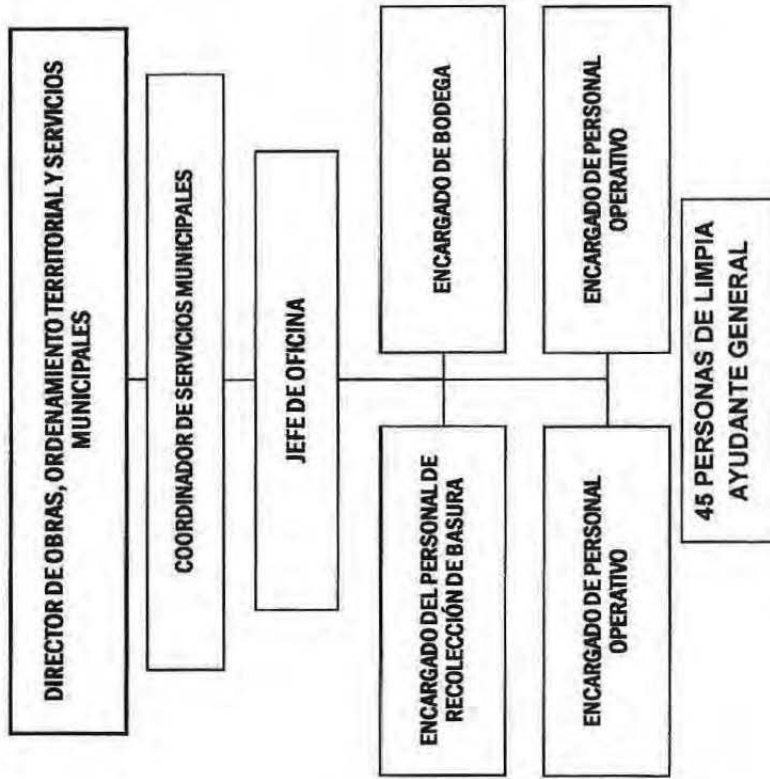 DIRECTOR DE OBRAS, ORDENAMIENTO TERRITORIAL Y SERVICIOS
MUNICIPALES
COORDINADOR DE SERVICIOS MUNICIPALES
JEFE DE OFICINA
ENCARGADO DEL PERSONAL DE
RECOLECCIÓN DE BASURA
ENCARGADO DE BODEGA
ENCARGADO DE PERSONAL
OPERATIVO
ENCARGADO DE PERSONAL
OPERATIVO
45 PERSONAS DE LIMPIA
AYUDANTE GENERAL